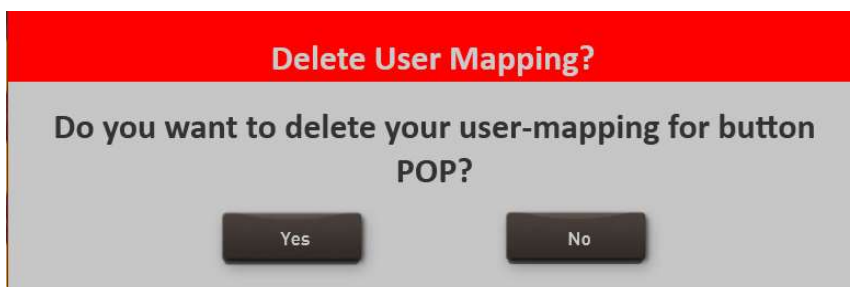 Delete User Mapping?
Do you want to delete your user-mapping for button
POP?
Yes
No